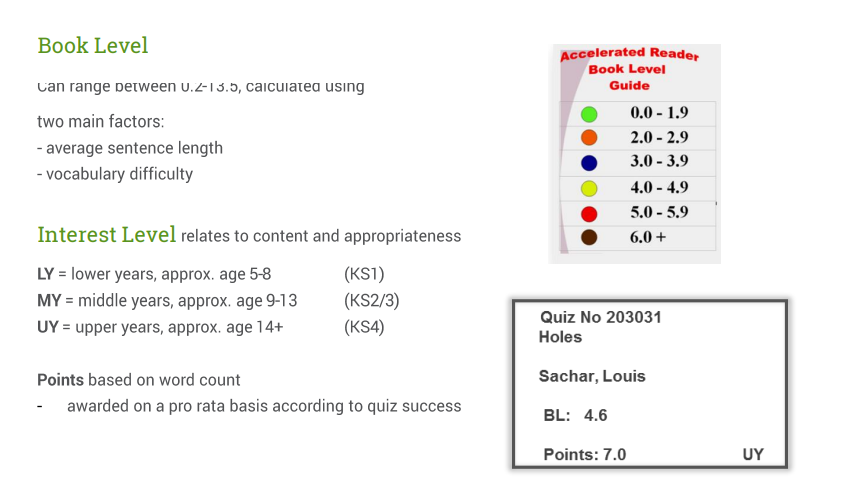 Book Level
Can range between 0.2-13.5, calculated using
two main factors:
- average sentence length
- vocabulary difficulty
Interest Level relates to content and appropriateness
LY = lower years, approx. age 5-8 (KS1)
MY = middle years, approx. age 9-13 (KS2/3)
UY = upper years, approx. age 14+ (KS4)
Points based on word count
- awarded on a pro rata basis according to quiz success
Accelerated Reader
Book Level
Guide
0.0 - 1.9
2.0 - 2.9
3.0 - 3.9
4.0 - 4.9
5.0 - 5.9
6.0 +
Quiz No 203031
Holes
Sachar, Louis
BL: 4.6
Points: 7.0 UY